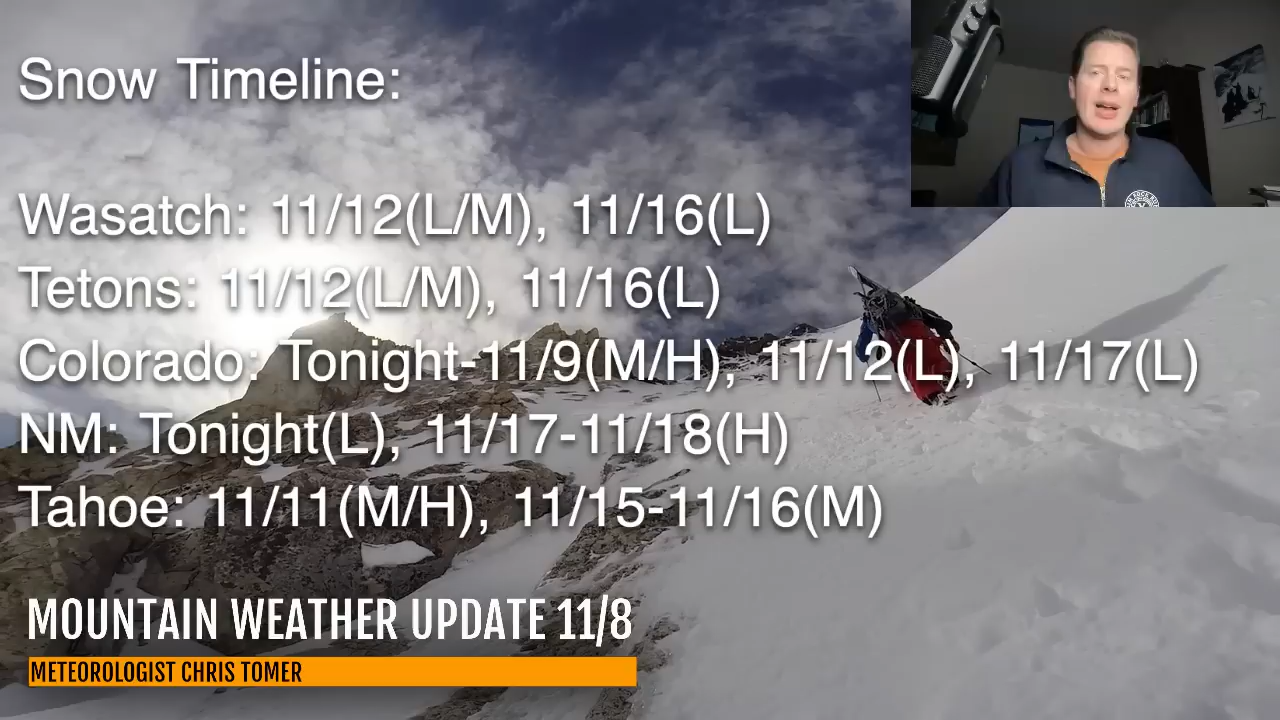 Snow Timeline:
Wasatch: 11/12(L/M), 11/16(L)
Tetons: 11/12(L/M), 11/16(L)
Colorado: Tonight-11/9(M/H), 11/12(L), 11/17(L)
NM: Tonight(L), 11/17-11/18(H)
Tahoe: 11/11(M/H), 11/15-11/16(M)
MOUNTAIN WEATHER UPDATE 11/8
METEOROLOGIST CHRIS TOMER